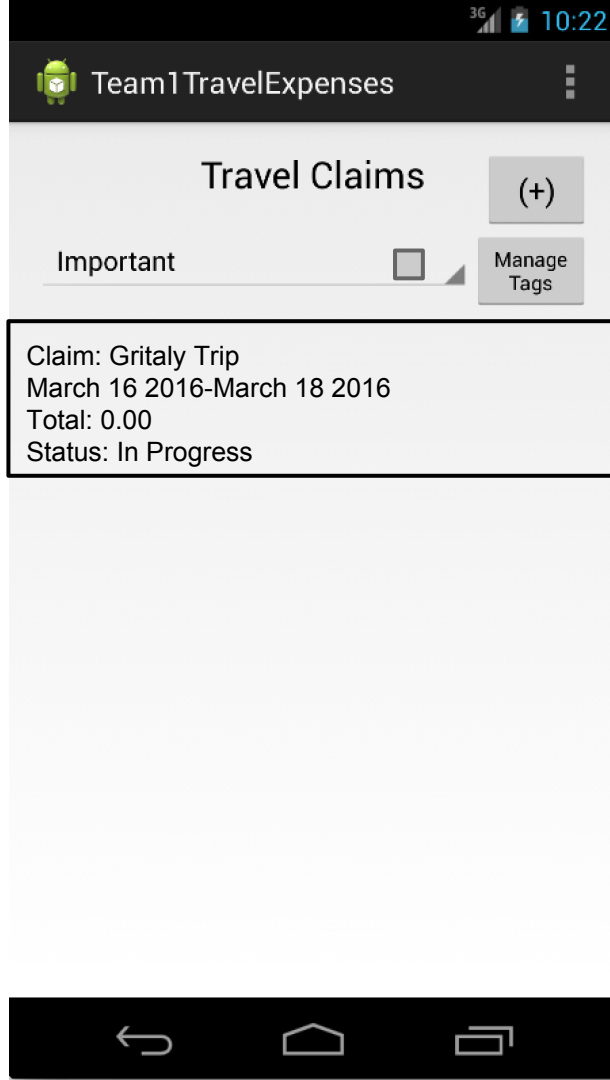 3G 10:22
Team1TravelExpenses
Travel Claims
(+)
Important
Manage
Tags
Claim: Gritaly Trip
March 16 2016-March 18 2016
Total: 0.00
Status: In Progress